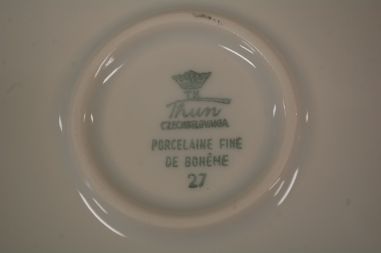 T.K.
Thun
CZECHOSLOVAKIA
PORCELAINE FINE
DE BOHÊME
27